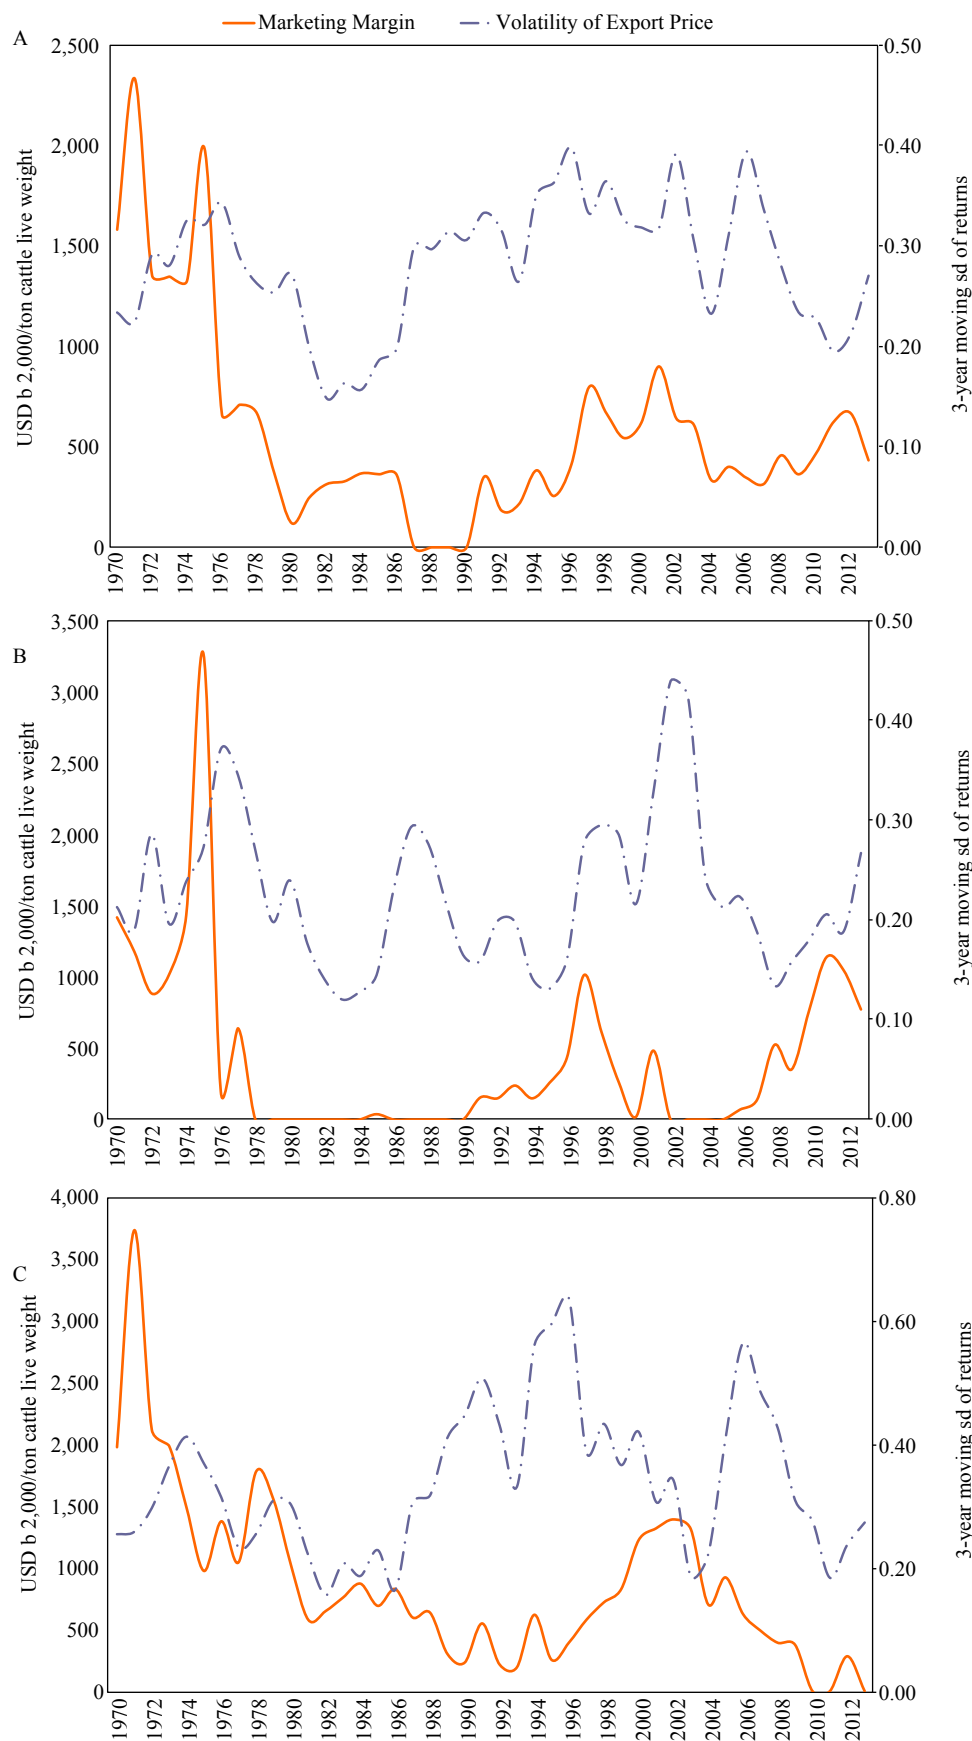 Marketing Margin
Volatility of Export Price
A
2,500
2,000
1,500
1000
500
0
USD b 2,000/ton cattle live weight
0.50
0.40
0.30
0.20
0.10
0.00
3-year moving sd of returns
1970 1972 1974 1976 1978 1980 1982 1984 1986 1988 1990 1992 1994 1996 1998 2000 2002 2004 2006 2008 2010 2012
B
3,500
3,000
2,500
2,000
1,500
1000
500
0
USD b 2,000/ton cattle live weight
0.50
0.40
0.30
0.20
0.10
0.00
3-year moving sd of returns
1970 1972 1974 1976 1978 1980 1982 1984 1986 1988 1990 1992 1994 1996 1998 2000 2002 2004 2006 2008 2010 2012
C
4,000
3,500
3,000
2,500
2,000
1,500
1000
500
0
USD b 2,000/ton cattle live weight
0.80
0.60
0.40
0.20
0.00
3-year moving sd of returns
1970 1972 1974 1976 1978 1980 1982 1984 1986 1988 1990 1992 1994 1996 1998 2000 2002 2004 2006 2008 2010 2012